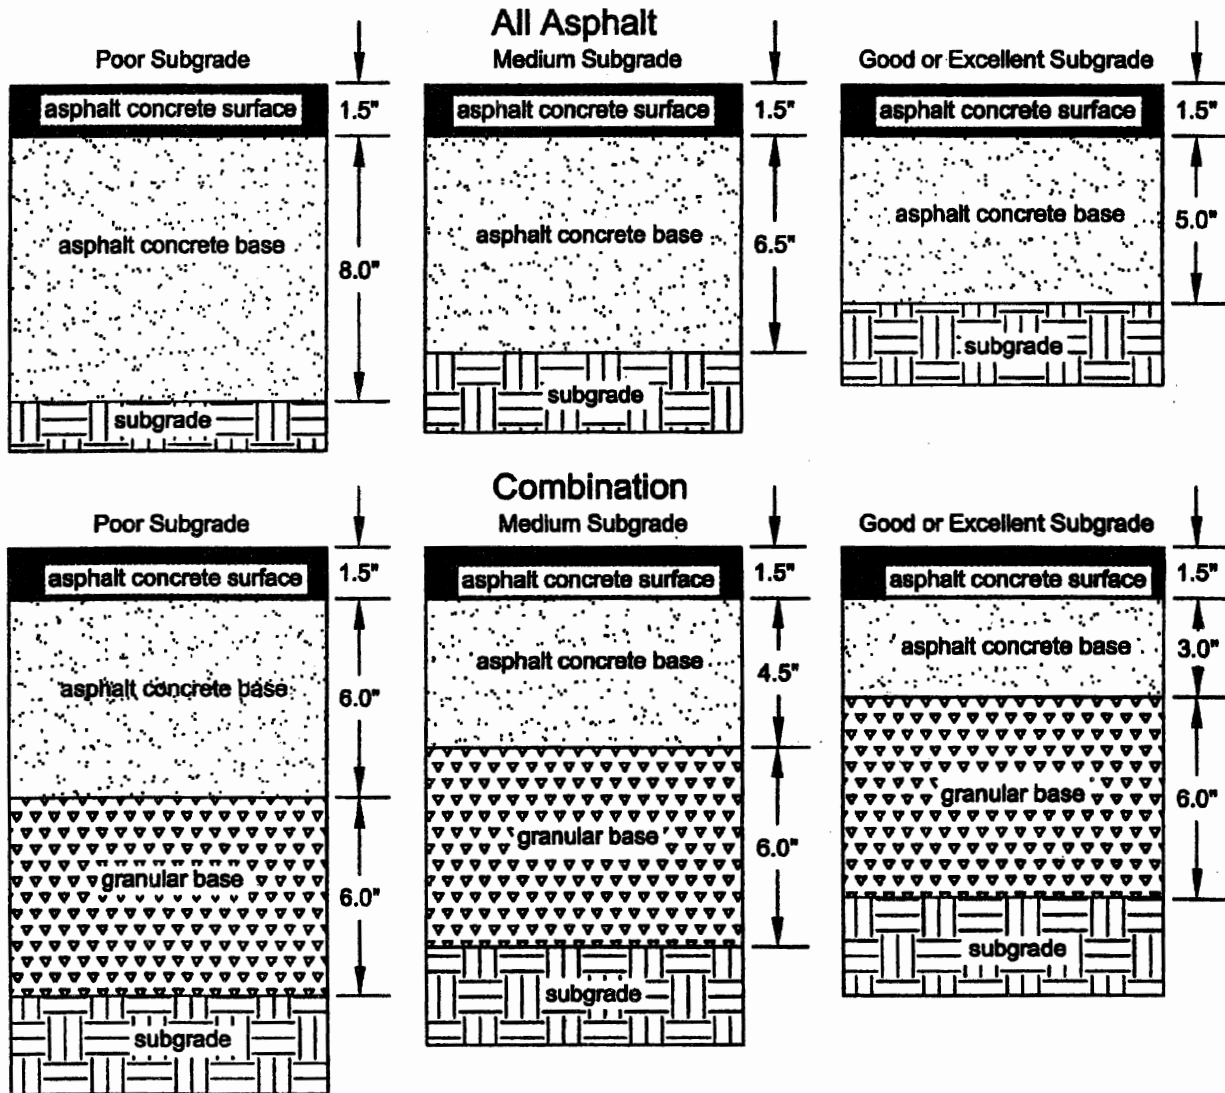 All Asphalt
Poor Subgrade
Medium Subgrade
Good or Excellent Subgrade
asphalt concrete surface
1.5"
asphalt concrete surface
1.5"
asphalt concrete surface
1.5"
asphalt concrete base
8.0"
asphalt concrete base
6.5"
asphalt concrete base
5.0"
subgrade
subgrade
subgrade
Combination
Poor Subgrade
Medium Subgrade
Good or Excellent Subgrade
asphalt concrete surface
1.5"
asphalt concrete surface
1.5"
asphalt concrete surface
1.5"
asphalt concrete base
6.0"
asphalt concrete base
4.5"
asphalt concrete base
3.0"
granular base
6.0"
granular base
6.0"
granular base
6.0"
subgrade
subgrade
subgrade